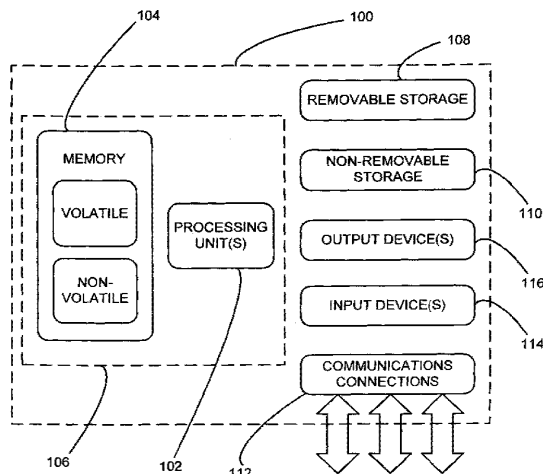 104
100
108
REMOVABLE STORAGE
MEMORY
VOLATILE
NON-
VOLATILE
PROCESSING
UNIT(S)
NON-REMOVABLE
STORAGE
110
OUTPUT DEVICE(S)
116
INPUT DEVICE(S)
114
COMMUNICATIONS
CONNECTIONS
106
102
112